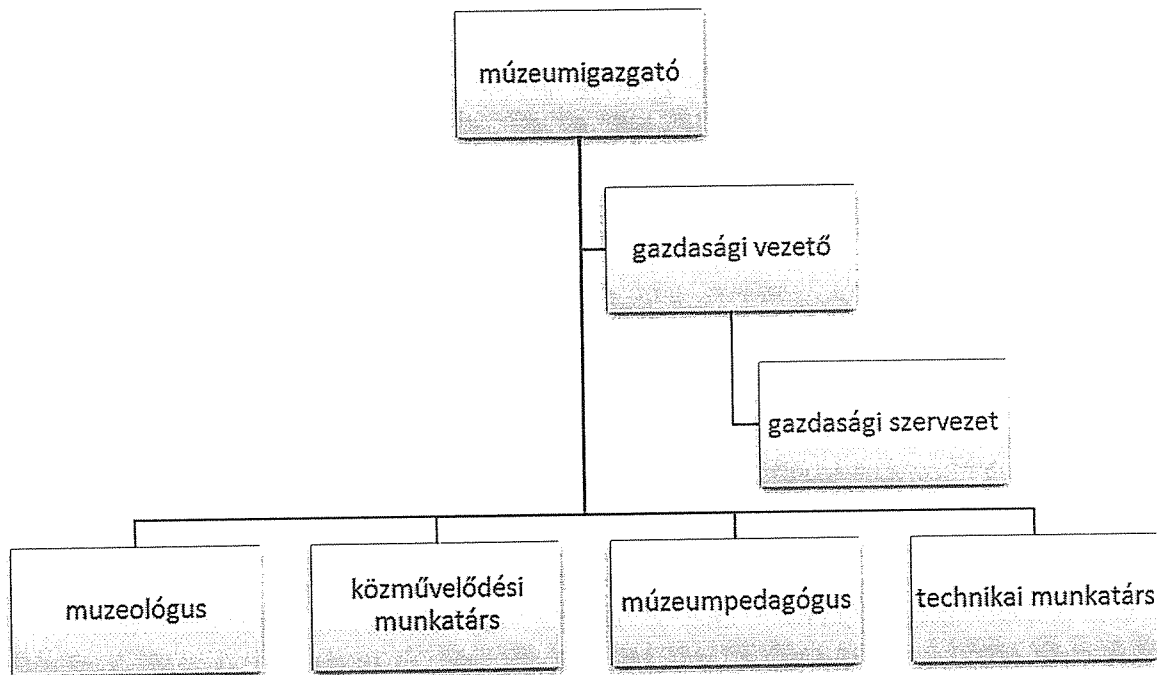 múzeumigazgató
gazdasági vezető
gazdasági szervezet
muzeológus
közművelődési
munkatárs
múzeumpedagógus
technikai munkatárs